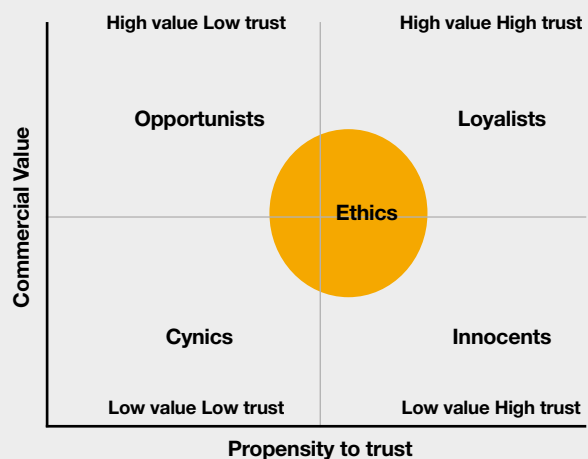 High value Low trust
High value High trust
Opportunists
Loyalists
Commercial Value
Ethics
Cynics
Innocents
Low value Low trust
Low value High trust
Propensity to trust